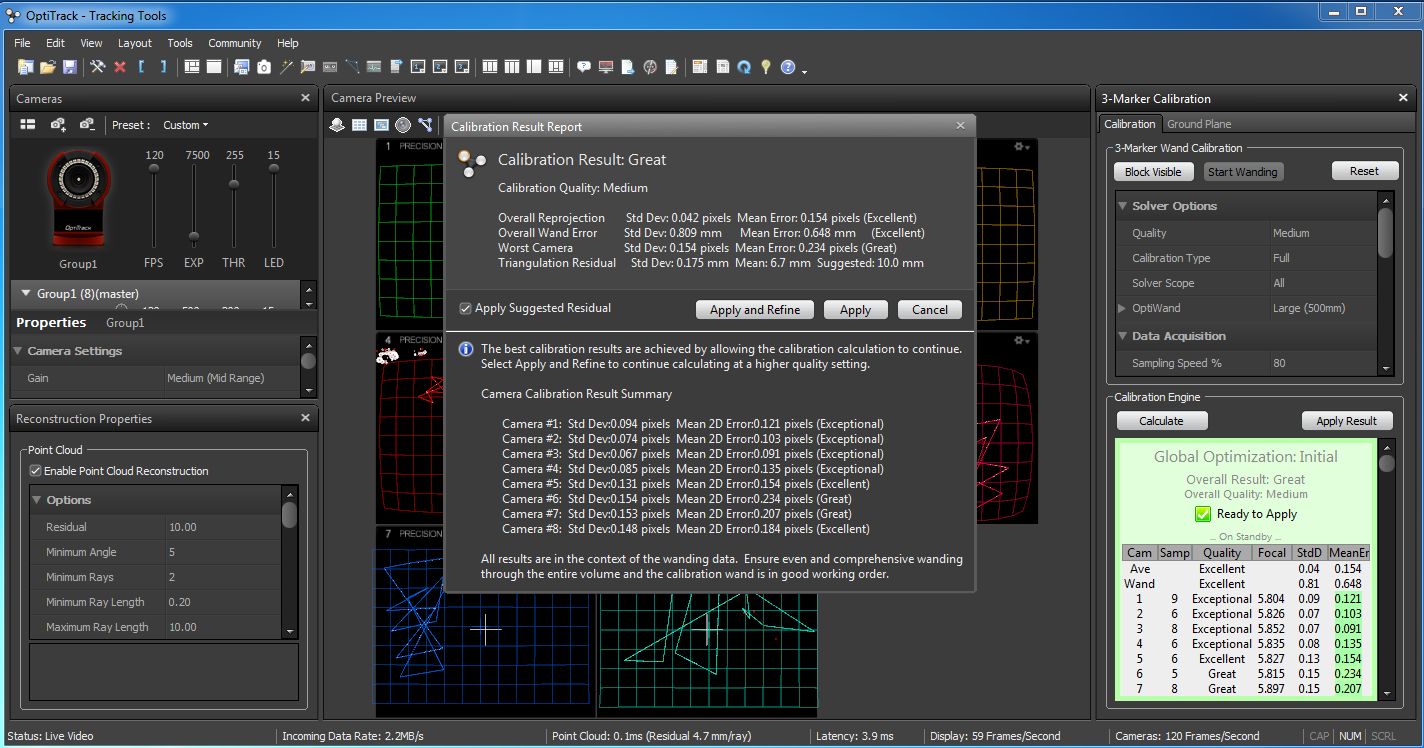 OptiTrack - Tracking Tools
File Edit View Layout Tools Community Help
Cameras
Preset : Custom
120 7500 255 15
OptiTrack
Group1
FPS EXP THR LED
Group1 (8)(master)
Properties Group1
Camera Settings
Gain Medium (Mid Range)
Reconstruction Properties
Point Cloud
Enable Point Cloud Reconstruction
Options
Residual 10.00
Minimum Angle 5
Minimum Rays 2
Minimum Ray Length 0.20
Maximum Ray Length 10.00
Camera Preview
1 PRECISION
4 PRECISION
7 PRECISION
Calibration Result Report
Calibration Result: Great
Calibration Quality: Medium
Overall Reprojection Std Dev: 0.042 pixels Mean Error: 0.154 pixels (Excellent)
Overall Wand Error Std Dev: 0.809 mm Mean Error: 0.648 mm (Excellent)
Worst Camera Std Dev: 0.154 pixels Mean Error: 0.234 pixels (Great)
Triangulation Residual Std Dev: 0.175 mm Mean: 6.7 mm Suggested: 10.0 mm
Apply Suggested Residual Apply and Refine Apply Cancel
The best calibration results are achieved by allowing the calibration calculation to continue.
Select Apply and Refine to continue calculating at a higher quality setting.
Camera Calibration Result Summary
Camera #1: Std Dev:0.094 pixels Mean 2D Error:0.121 pixels (Exceptional)
Camera #2: Std Dev:0.074 pixels Mean 2D Error:0.103 pixels (Exceptional)
Camera #3: Std Dev:0.067 pixels Mean 2D Error:0.091 pixels (Exceptional)
Camera #4: Std Dev:0.085 pixels Mean 2D Error:0.135 pixels (Exceptional)
Camera #5: Std Dev:0.131 pixels Mean 2D Error:0.154 pixels (Excellent)
Camera #6: Std Dev:0.154 pixels Mean 2D Error:0.234 pixels (Great)
Camera #7: Std Dev:0.153 pixels Mean 2D Error:0.207 pixels (Great)
Camera #8: Std Dev:0.148 pixels Mean 2D Error:0.184 pixels (Excellent)
All results are in the context of the wanding data. Ensure even and comprehensive wanding
through the entire volume and the calibration wand is in good working order.
3-Marker Calibration
Calibration Ground Plane
3-Marker Wand Calibration
Block Visible Start Wanding Reset
Solver Options
Quality Medium
Calibration Type Full
Solver Scope All
OptiWand Large (500mm)
Data Acquisition
Sampling Speed % 80
Calibration Engine
Calculate Apply Result
Global Optimization: Initial
Overall Result: Great
Overall Quality: Medium
Ready to Apply
... On Standby ...
Cam Samp Quality Focal StdD MeanEr
Ave Excellent 0.04 0.154
Wand Excellent 0.81 0.648
1 9 Exceptional 5.804 0.09 0.121
2 6 Exceptional 5.826 0.07 0.103
3 8 Exceptional 5.852 0.07 0.091
4 6 Exceptional 5.835 0.08 0.135
5 6 Excellent 5.827 0.13 0.154
6 5 Great 5.815 0.15 0.234
7 8 Great 5.897 0.15 0.207
Status: Live Video Incoming Data Rate: 2.2MB/s Point Cloud: 0.1ms (Residual 4.7 mm/ray) Latency: 3.9 ms Display: 59 Frames/Second Cameras: 120 Frames/Second CAP NUM SCRL